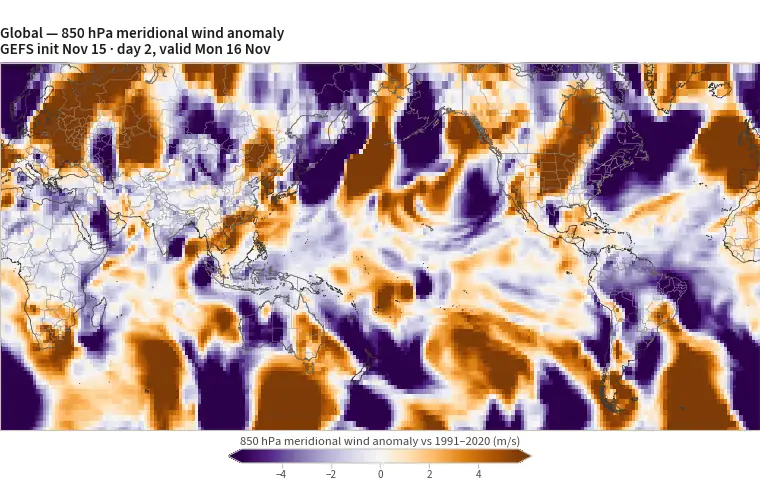 Global — 850 hPa meridional wind anomaly
GEFS init Nov 15 · day 2, valid Mon 16 Nov
850 hPa meridional wind anomaly vs 1991–2020 (m/s)
−4 −2 0 2 4